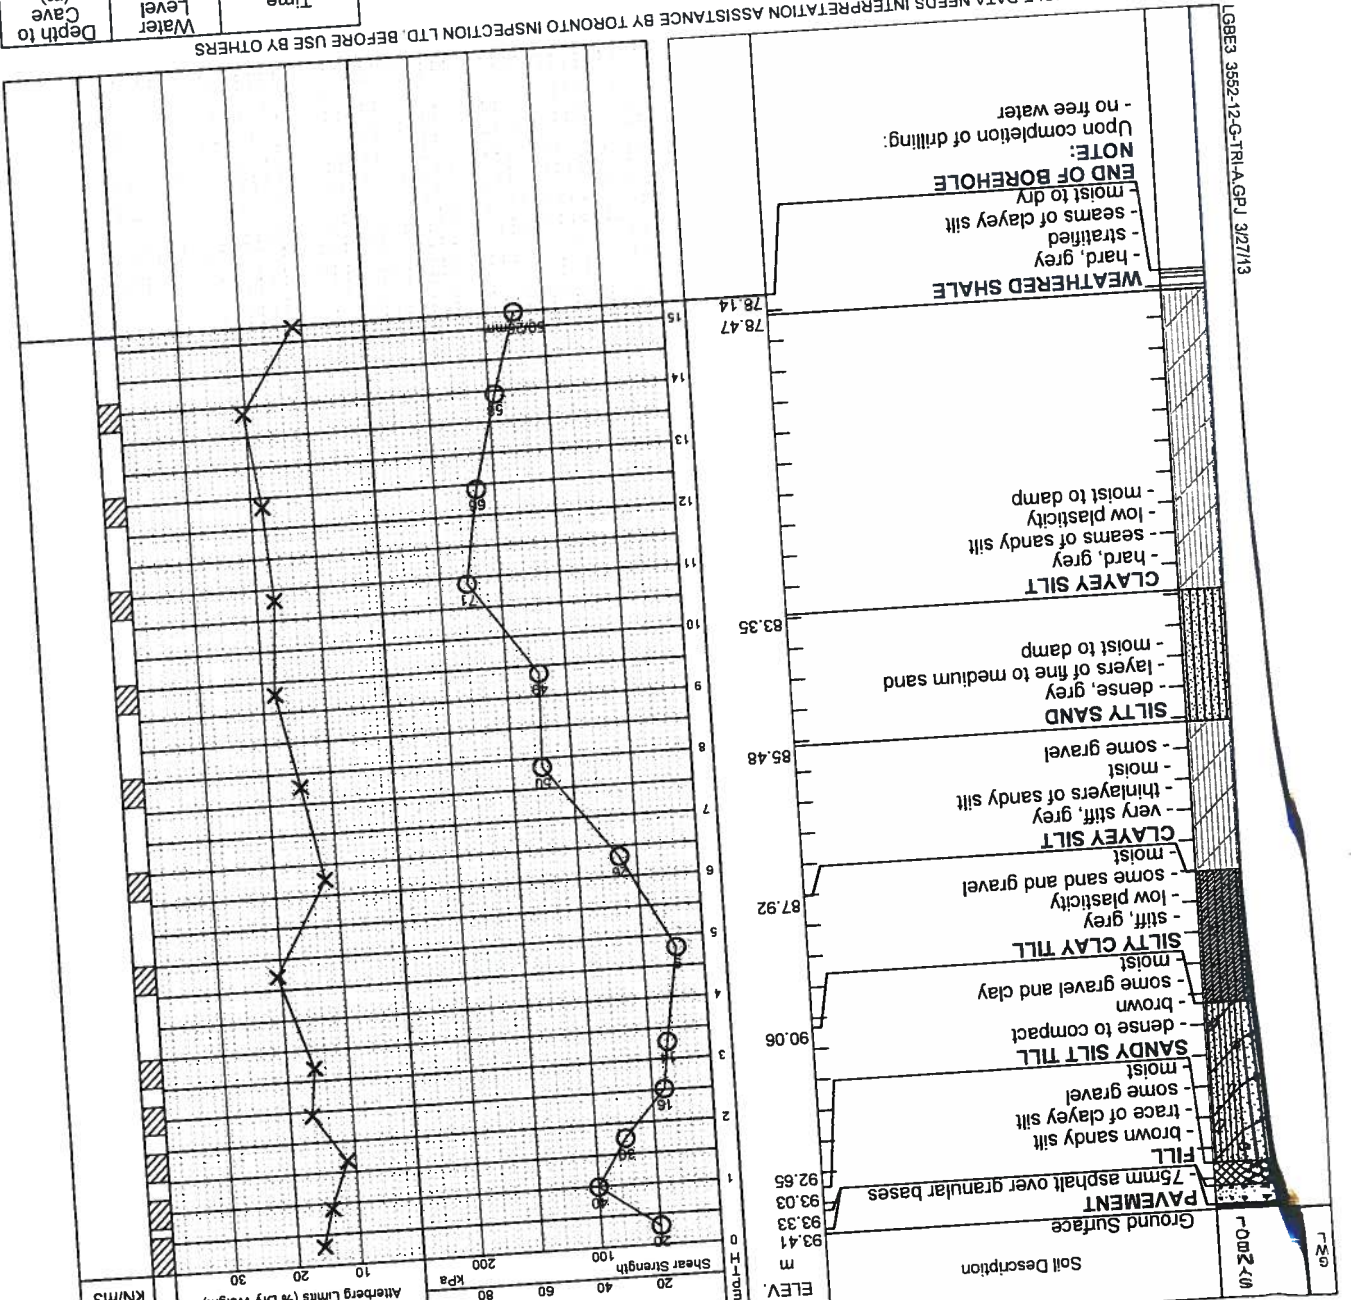 KN/m3
Atterberg Limits (% Dry Weight)
10 20 30
20 40 60 80
Shear Strength kPa
100 200
DEPTH
ELEV.
m
Soil Description
93.41
Ground Surface
93.33
PAVEMENT
- 75mm asphalt over granular bases
93.03
FILL
- brown sandy silt
- trace of clayey silt
- some gravel
- moist
92.65
SANDY SILT TILL
- dense to compact
- brown
- some gravel and clay
- moist
90.06
SILTY CLAY TILL
- stiff, grey
- low plasticity
- some sand and gravel
- moist
87.92
CLAYEY SILT
- very stiff, grey
- thinlayers of sandy silt
- moist
- some gravel
85.48
SILTY SAND
- dense, grey
- layers of fine to medium sand
- moist to damp
83.35
CLAYEY SILT
- hard, grey
- seams of sandy silt
- low plasticity
- moist to damp
78.47
WEATHERED SHALE
- hard, grey
- stratified
- seams of clayey silt
- moist to dry
78.14
END OF BOREHOLE
NOTE:
Upon completion of drilling:
- no free water
0
1
2
3
4
5
6
7
8
9
10
11
12
13
14
15
20
40
36
16
50
49
71
66
58
50/25mm
NEEDS INTERPRETATION ASSISTANCE BY TORONTO INSPECTION LTD. BEFORE USE BY OTHERS
LGBE3 3552-12-G-TRI-A.GPJ 3/27/13
Time
Water
Level
Depth to
Cave